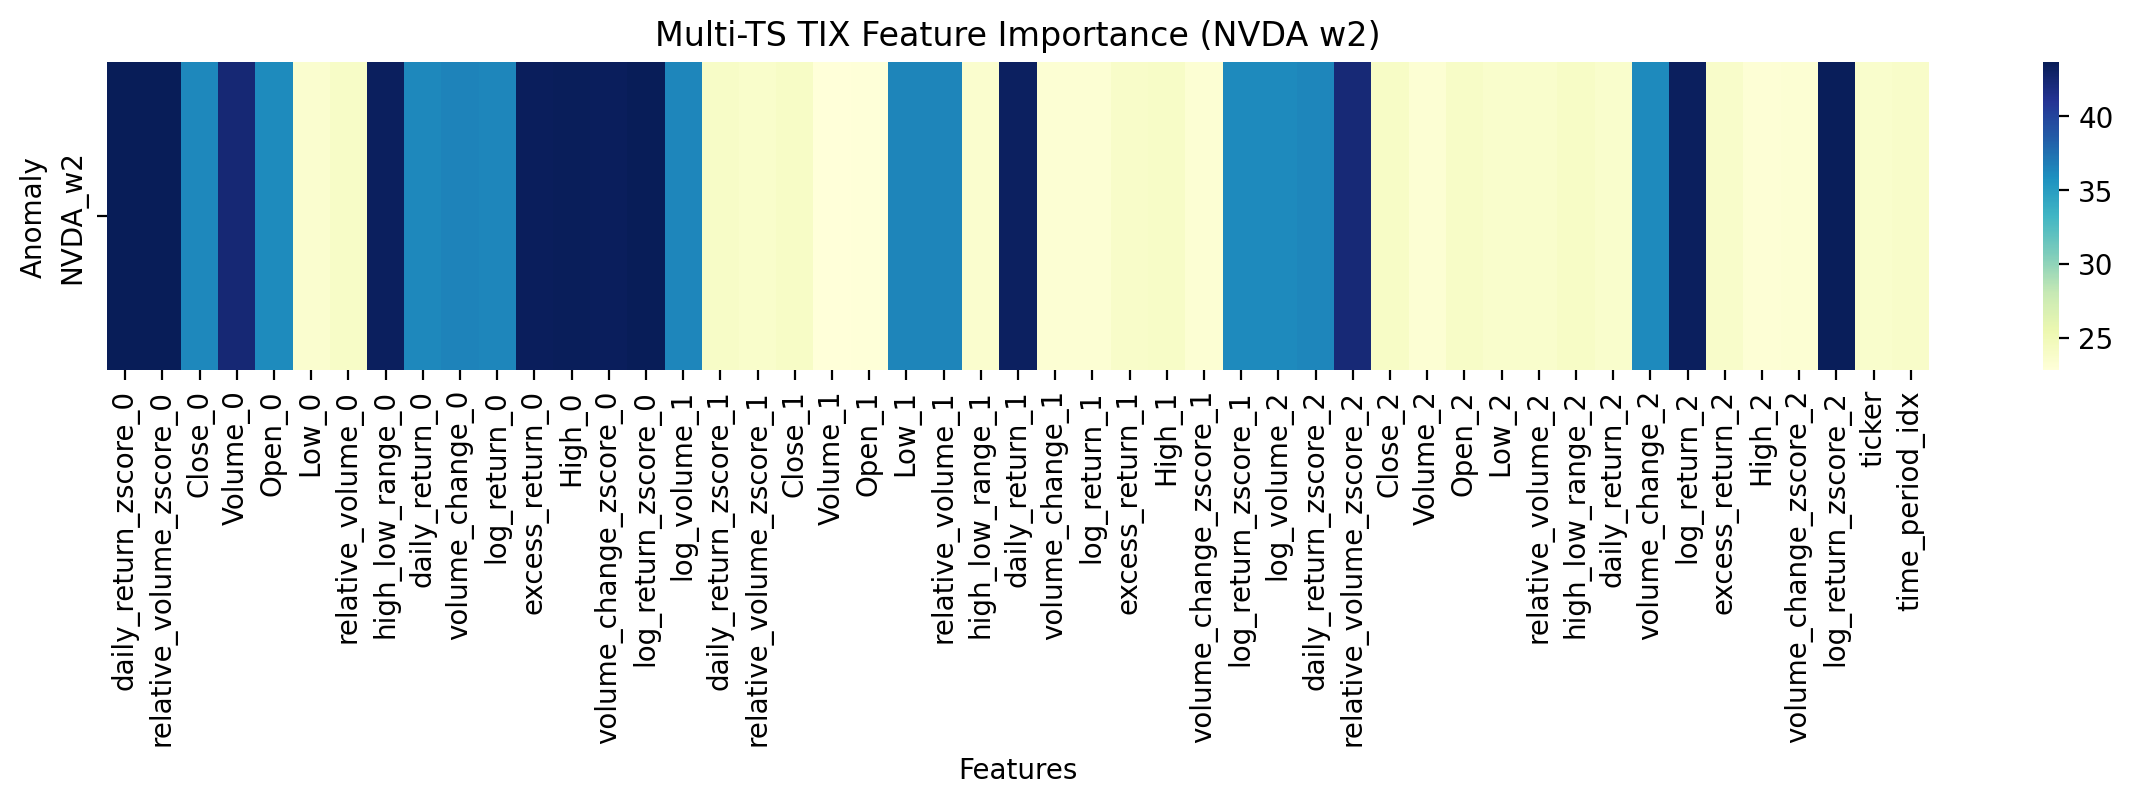 Multi-TS TIX Feature Importance (NVDA w2)
Anomaly
NVDA_w2
40
35
30
25
daily_return_zscore_0
relative_volume_zscore_0
Close_0
Volume_0
Open_0
Low_0
relative_volume_0
high_low_range_0
daily_return_0
volume_change_0
log_return_0
excess_return_0
High_0
volume_change_zscore_0
log_return_zscore_0
log_volume_1
daily_return_zscore_1
relative_volume_zscore_1
Close_1
Volume_1
Open_1
Low_1
relative_volume_1
high_low_range_1
daily_return_1
volume_change_1
log_return_1
excess_return_1
High_1
volume_change_zscore_1
log_return_zscore_1
log_volume_2
daily_return_zscore_2
relative_volume_zscore_2
Close_2
Volume_2
Open_2
Low_2
relative_volume_2
high_low_range_2
daily_return_2
volume_change_2
log_return_2
excess_return_2
High_2
volume_change_zscore_2
log_return_zscore_2
ticker
time_period_idx
Features